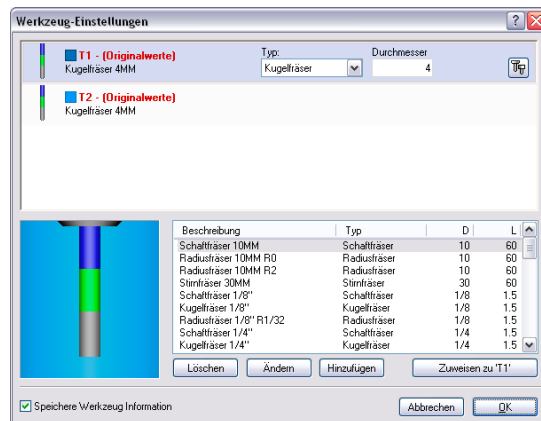 Werkzeug-Einstellungen
T1 - (Originalwerte)
Kugelfräser 4MM
Typ:
Durchmesser
Kugelfräser
4
T2 - (Originalwerte)
Kugelfräser 4MM
Beschreibung Typ D L
Schaftfräser 10MM Schaftfräser 10 60
Radiusfräser 10MM R0 Radiusfräser 10 60
Radiusfräser 10MM R2 Radiusfräser 10 60
Stirnfräser 30MM Stirnfräser 30 60
Schaftfräser 1/8" Schaftfräser 1/8 1.5
Kugelfräser 1/8" Kugelfräser 1/8 1.5
Radiusfräser 1/8" R1/32 Radiusfräser 1/8 1.5
Schaftfräser 1/4" Schaftfräser 1/4 1.5
Kugelfräser 1/4" Kugelfräser 1/4 1.5
Löschen Ändern Hinzufügen Zuweisen zu 'T1'
Speichere Werkzeug Information
Abbrechen OK